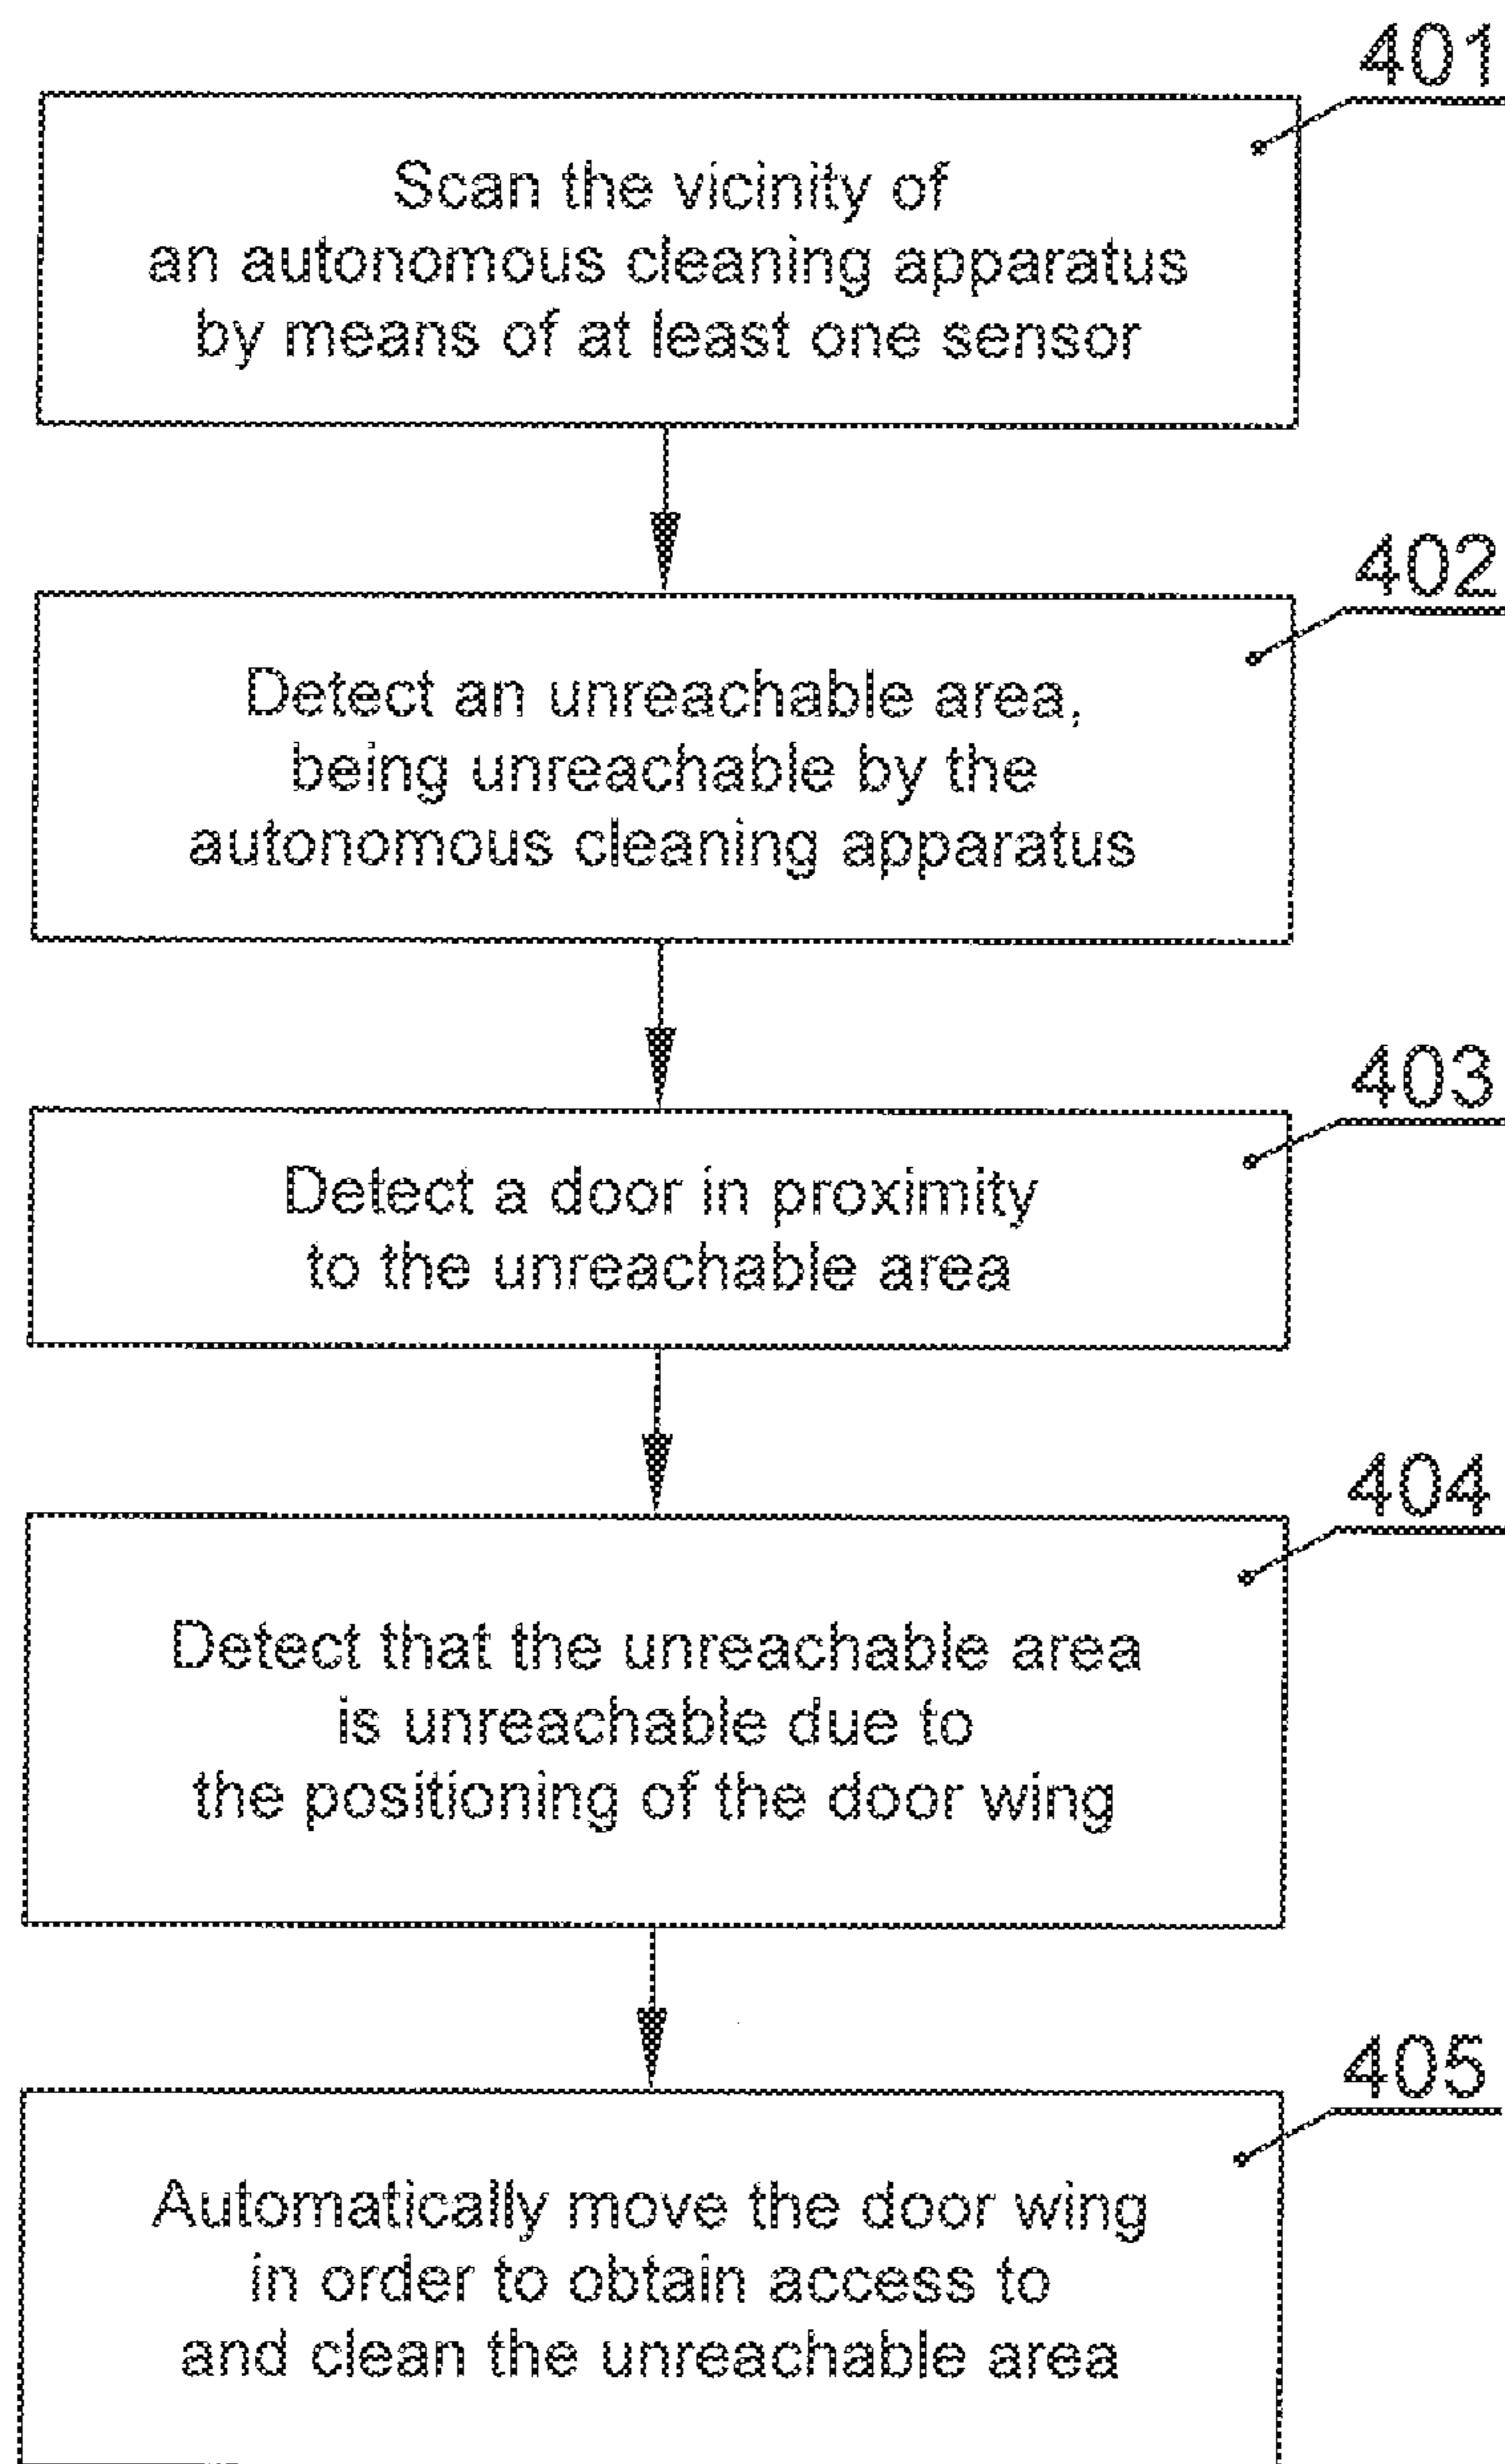 401
Scan the vicinity of
an autonomous cleaning apparatus
by means of at least one sensor
402
Detect an unreachable area,
being unreachable by the
autonomous cleaning apparatus
403
Detect a door in proximity
to the unreachable area
404
Detect that the unreachable area
is unreachable due to
the positioning of the door wing
405
Automatically move the door wing
in order to obtain access to
and clean the unreachable area